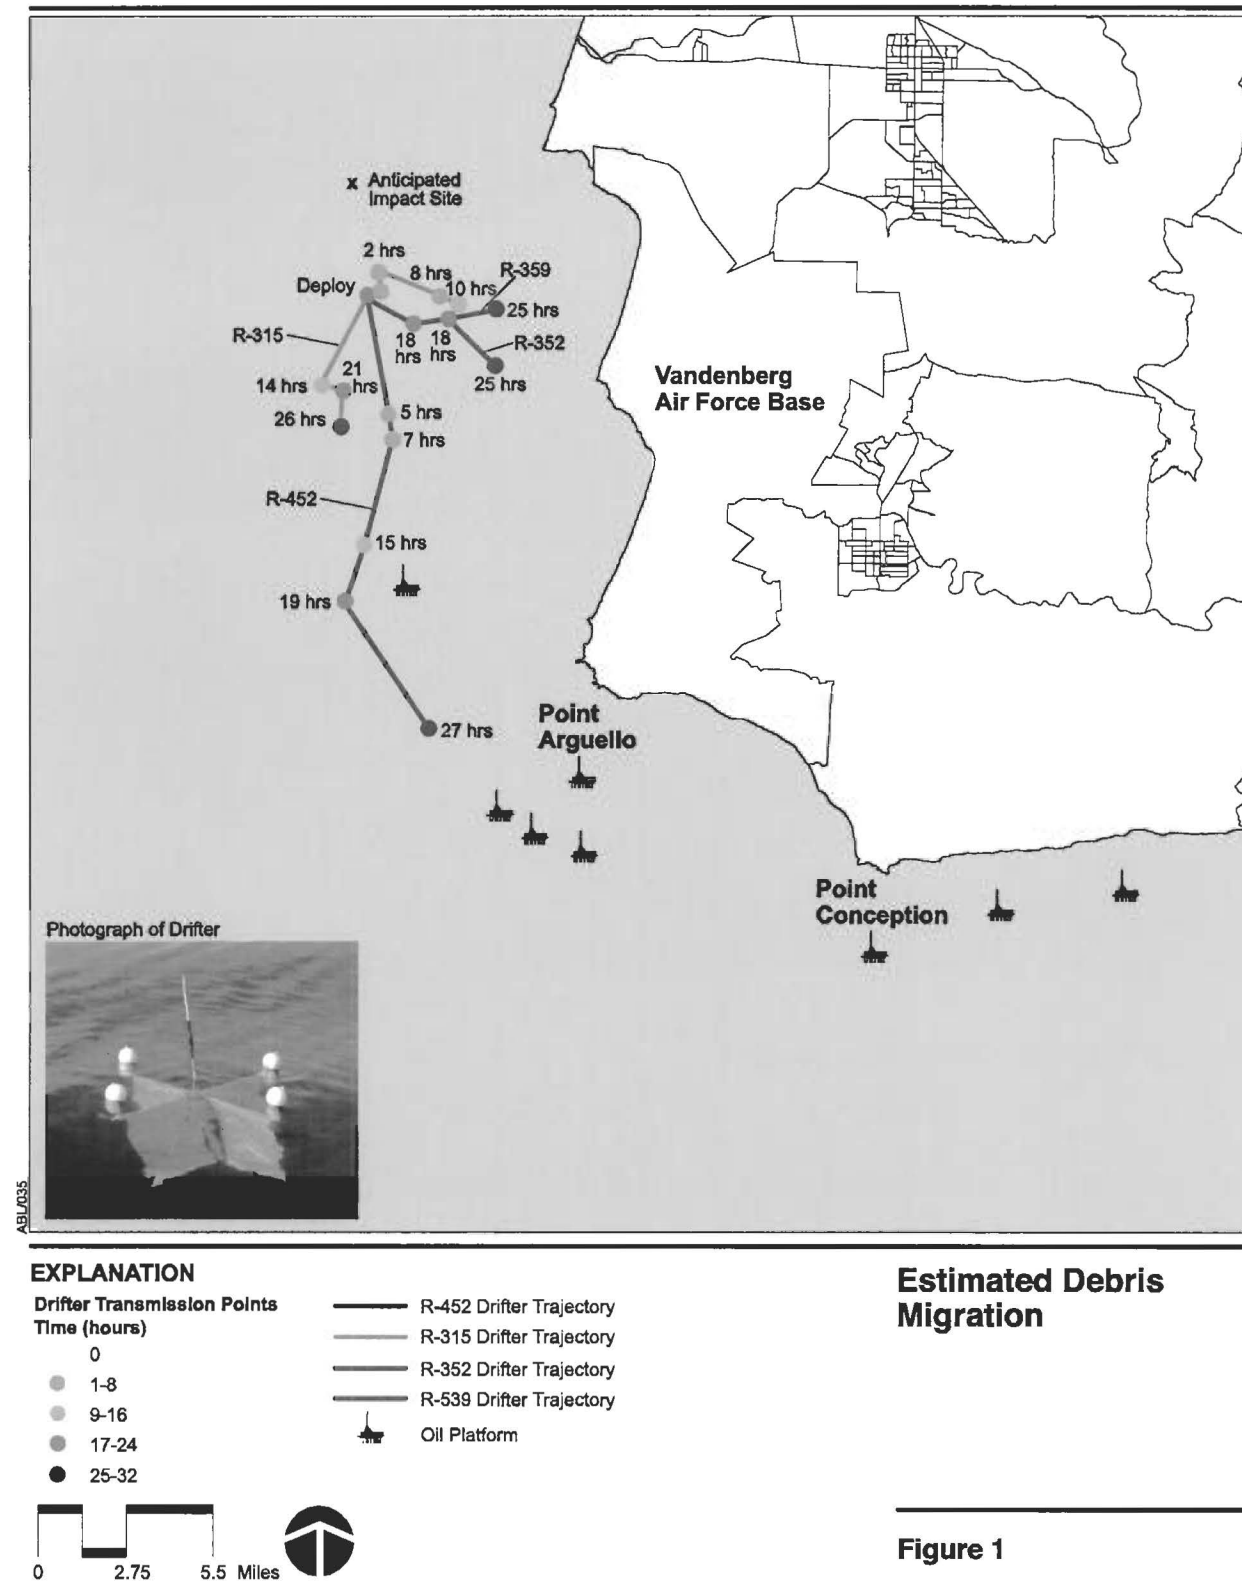 x Anticipated
Impact Site
2 hrs
8 hrs
R-359
10 hrs
Deploy
25 hrs
R-315
18
hrs
18
hrs
R-352
21
hrs
14 hrs
25 hrs
26 hrs
5 hrs
7 hrs
Vandenberg
Air Force Base
R-452
15 hrs
19 hrs
27 hrs
Point
Arguello
Point
Conception
Photograph of Drifter
ABL/035
EXPLANATION
Drifter Transmission Points
Time (hours)
0
1-8
9-16
17-24
25-32
R-452 Drifter Trajectory
R-315 Drifter Trajectory
R-352 Drifter Trajectory
R-539 Drifter Trajectory
Oil Platform
0 2.75 5.5 Miles
Estimated Debris
Migration
Figure 1